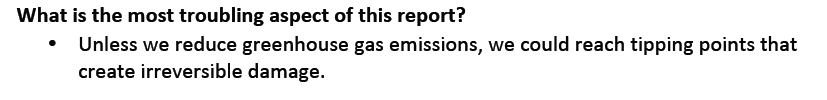 What is the most troubling aspect of this report?
• Unless we reduce greenhouse gas emissions, we could reach tipping points that
create irreversible damage.